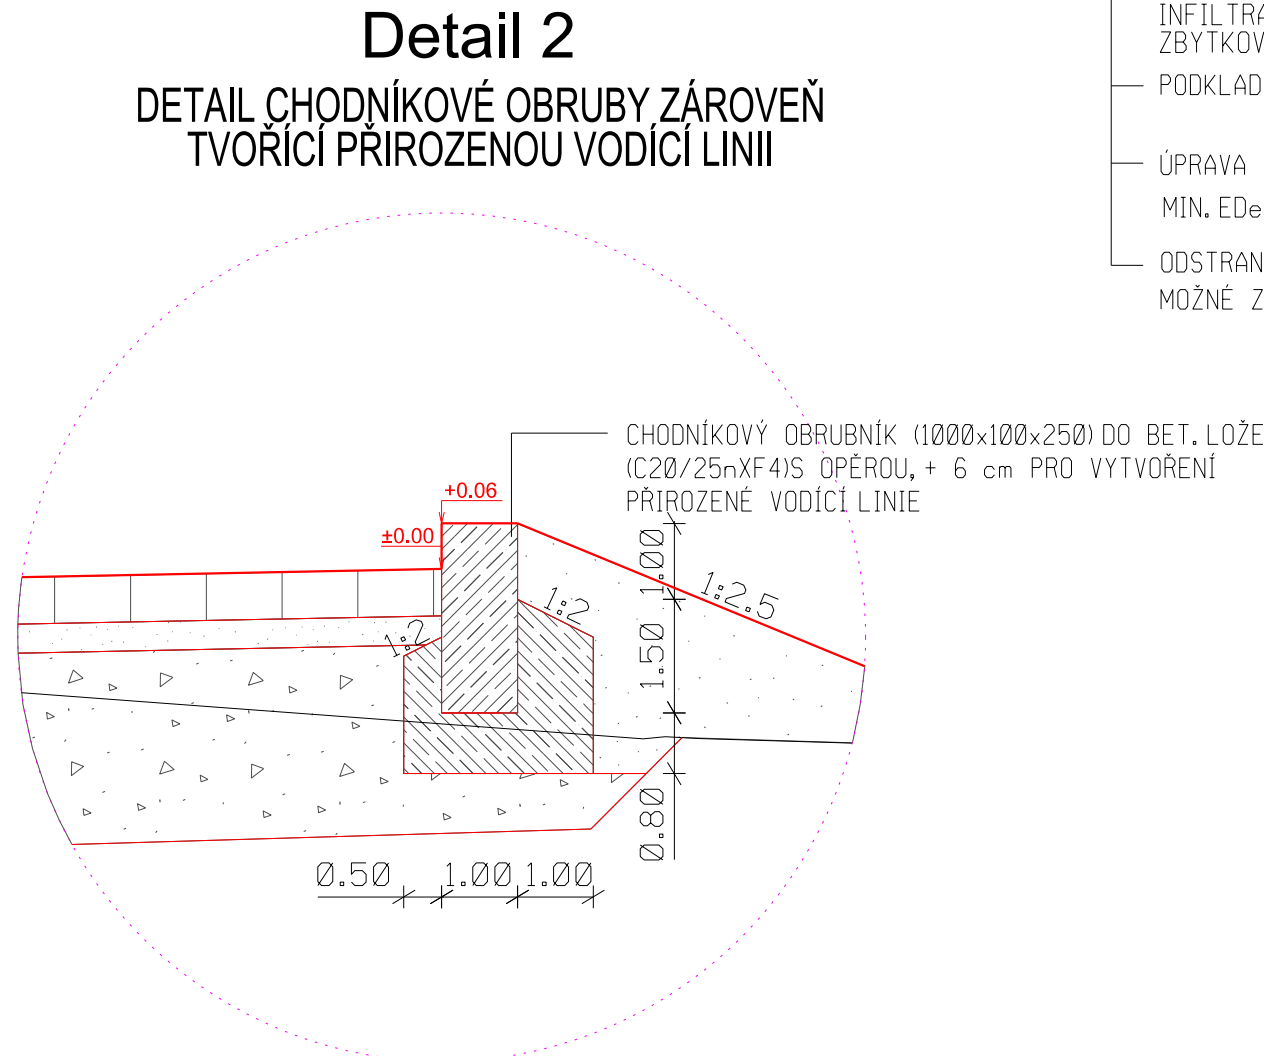 Detail 2
DETAIL CHODNÍKOVÉ OBRUBY ZÁROVEŇ
TVOŘÍCÍ PŘIROZENOU VODÍCÍ LINII
ZBYTKOV
PODKLAD
ÚPRAVA
MIN. EDe
ODSTRAN
MOŽNÉ Z
CHODNÍKOVÝ OBRUBNÍK (1000x100x250) DO BET. LOŽE
(C20/25nXF4)S OPĚROU, + 6 cm PRO VYTVOŘENÍ
PŘIROZENÉ VODÍCÍ LINIE
+0.06
±0.00
1:2
1:2
1:2.5
1.00
1.50
0.80
0.50
1.00
1.00